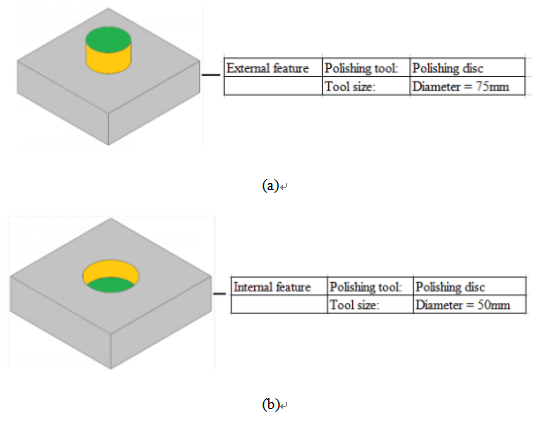 External feature Polishing tool: Polishing disc
Tool size: Diameter = 75mm
(a)↵
Internal feature Polishing tool: Polishing disc
Tool size: Diameter = 50mm
(b)↵